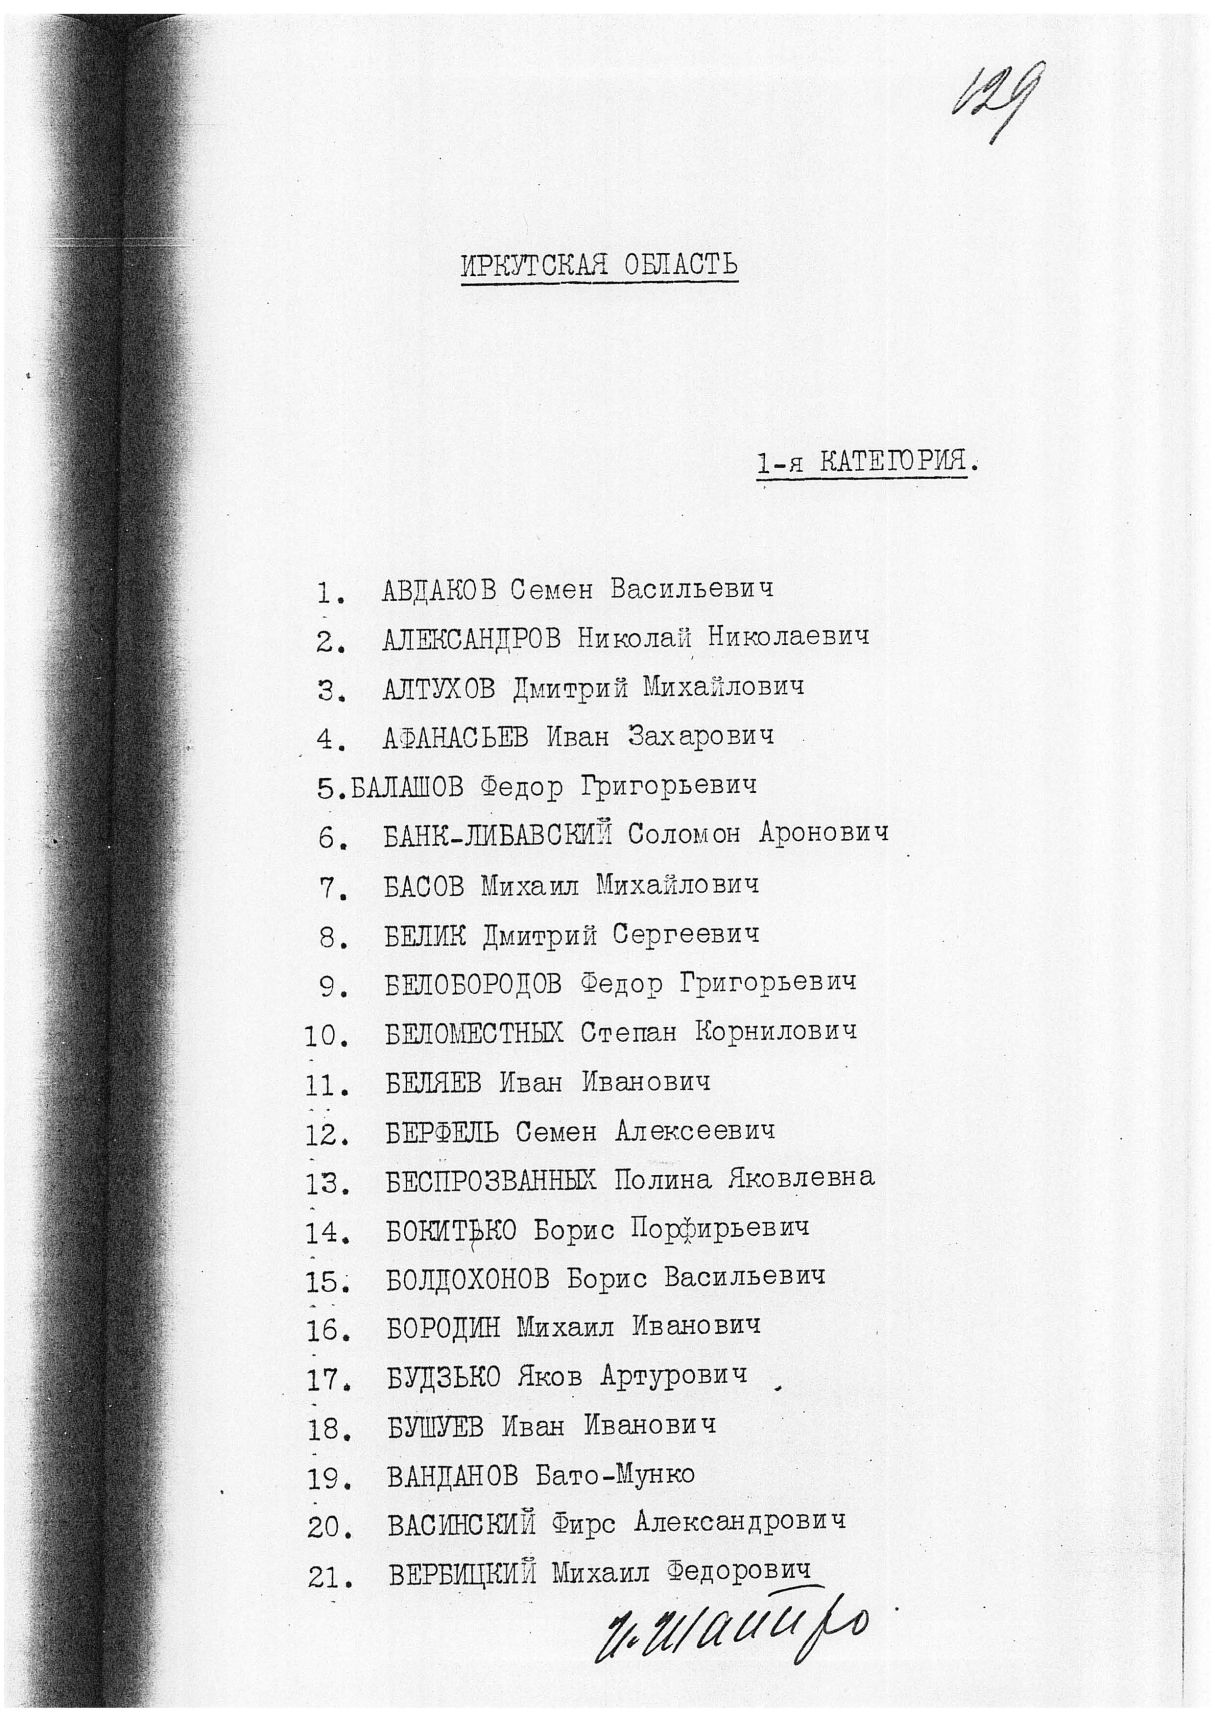 129
ИРКУТСКАЯ ОБЛАСТЬ
1-я КАТЕГОРИЯ.
1. АВДАКОВ Семен Васильевич
2. АЛЕКСАНДРОВ Николай Николаевич
3. АЛТУХОВ Дмитрий Михайлович
4. АФАНАСЬЕВ Иван Захарович
5.БАЛАШОВ Федор Григорьевич
6. БАНК-ЛИБАВСКИЙ Соломон Аронович
7. БАСОВ Михаил Михайлович
8. БЕЛИК Дмитрий Сергеевич
9. БЕЛОБОРОДОВ Федор Григорьевич
10. БЕЛОМЕСТНЫХ Степан Корнилович
11. БЕЛЯЕВ Иван Иванович
12. БЕРФЕЛЬ Семен Алексеевич
13. БЕСПРОЗВАННЫХ Полина Яковлевна
14. БОКИТЬКО Борис Порфирьевич
15. БОЛДОХОНОВ Борис Васильевич
16. БОРОДИН Михаил Иванович
17. БУДЗЬКО Яков Артурович
18. БУШУЕВ Иван Иванович
19. ВАНДАНОВ Бато-Мунко
20. ВАСИНСКИЙ Фирс Александрович
21. ВЕРБИЦКИЙ Михаил Федорович
И. Шапиро